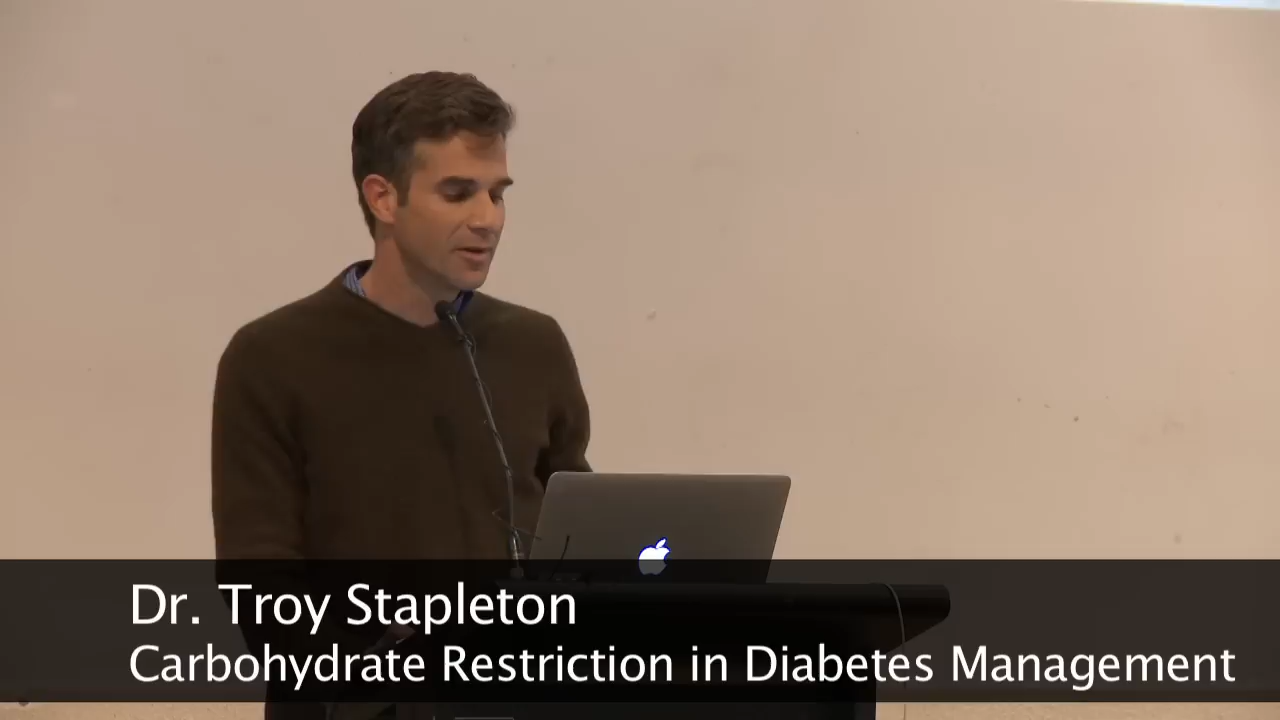 Dr. Troy Stapleton
Carbohydrate Restriction in Diabetes Management